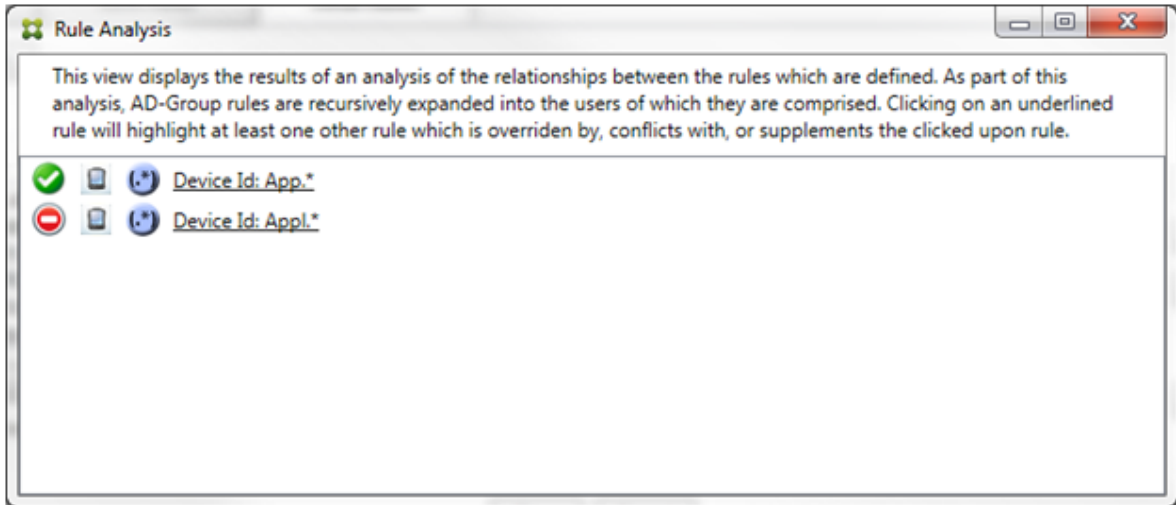 Rule Analysis
This view displays the results of an analysis of the relationships between the rules which are defined. As part of this
analysis, AD-Group rules are recursively expanded into the users of which they are comprised. Clicking on an underlined
rule will highlight at least one other rule which is overriden by, conflicts with, or supplements the clicked upon rule.
(.*) Device Id: App.*
(.*) Device Id: Appl.*